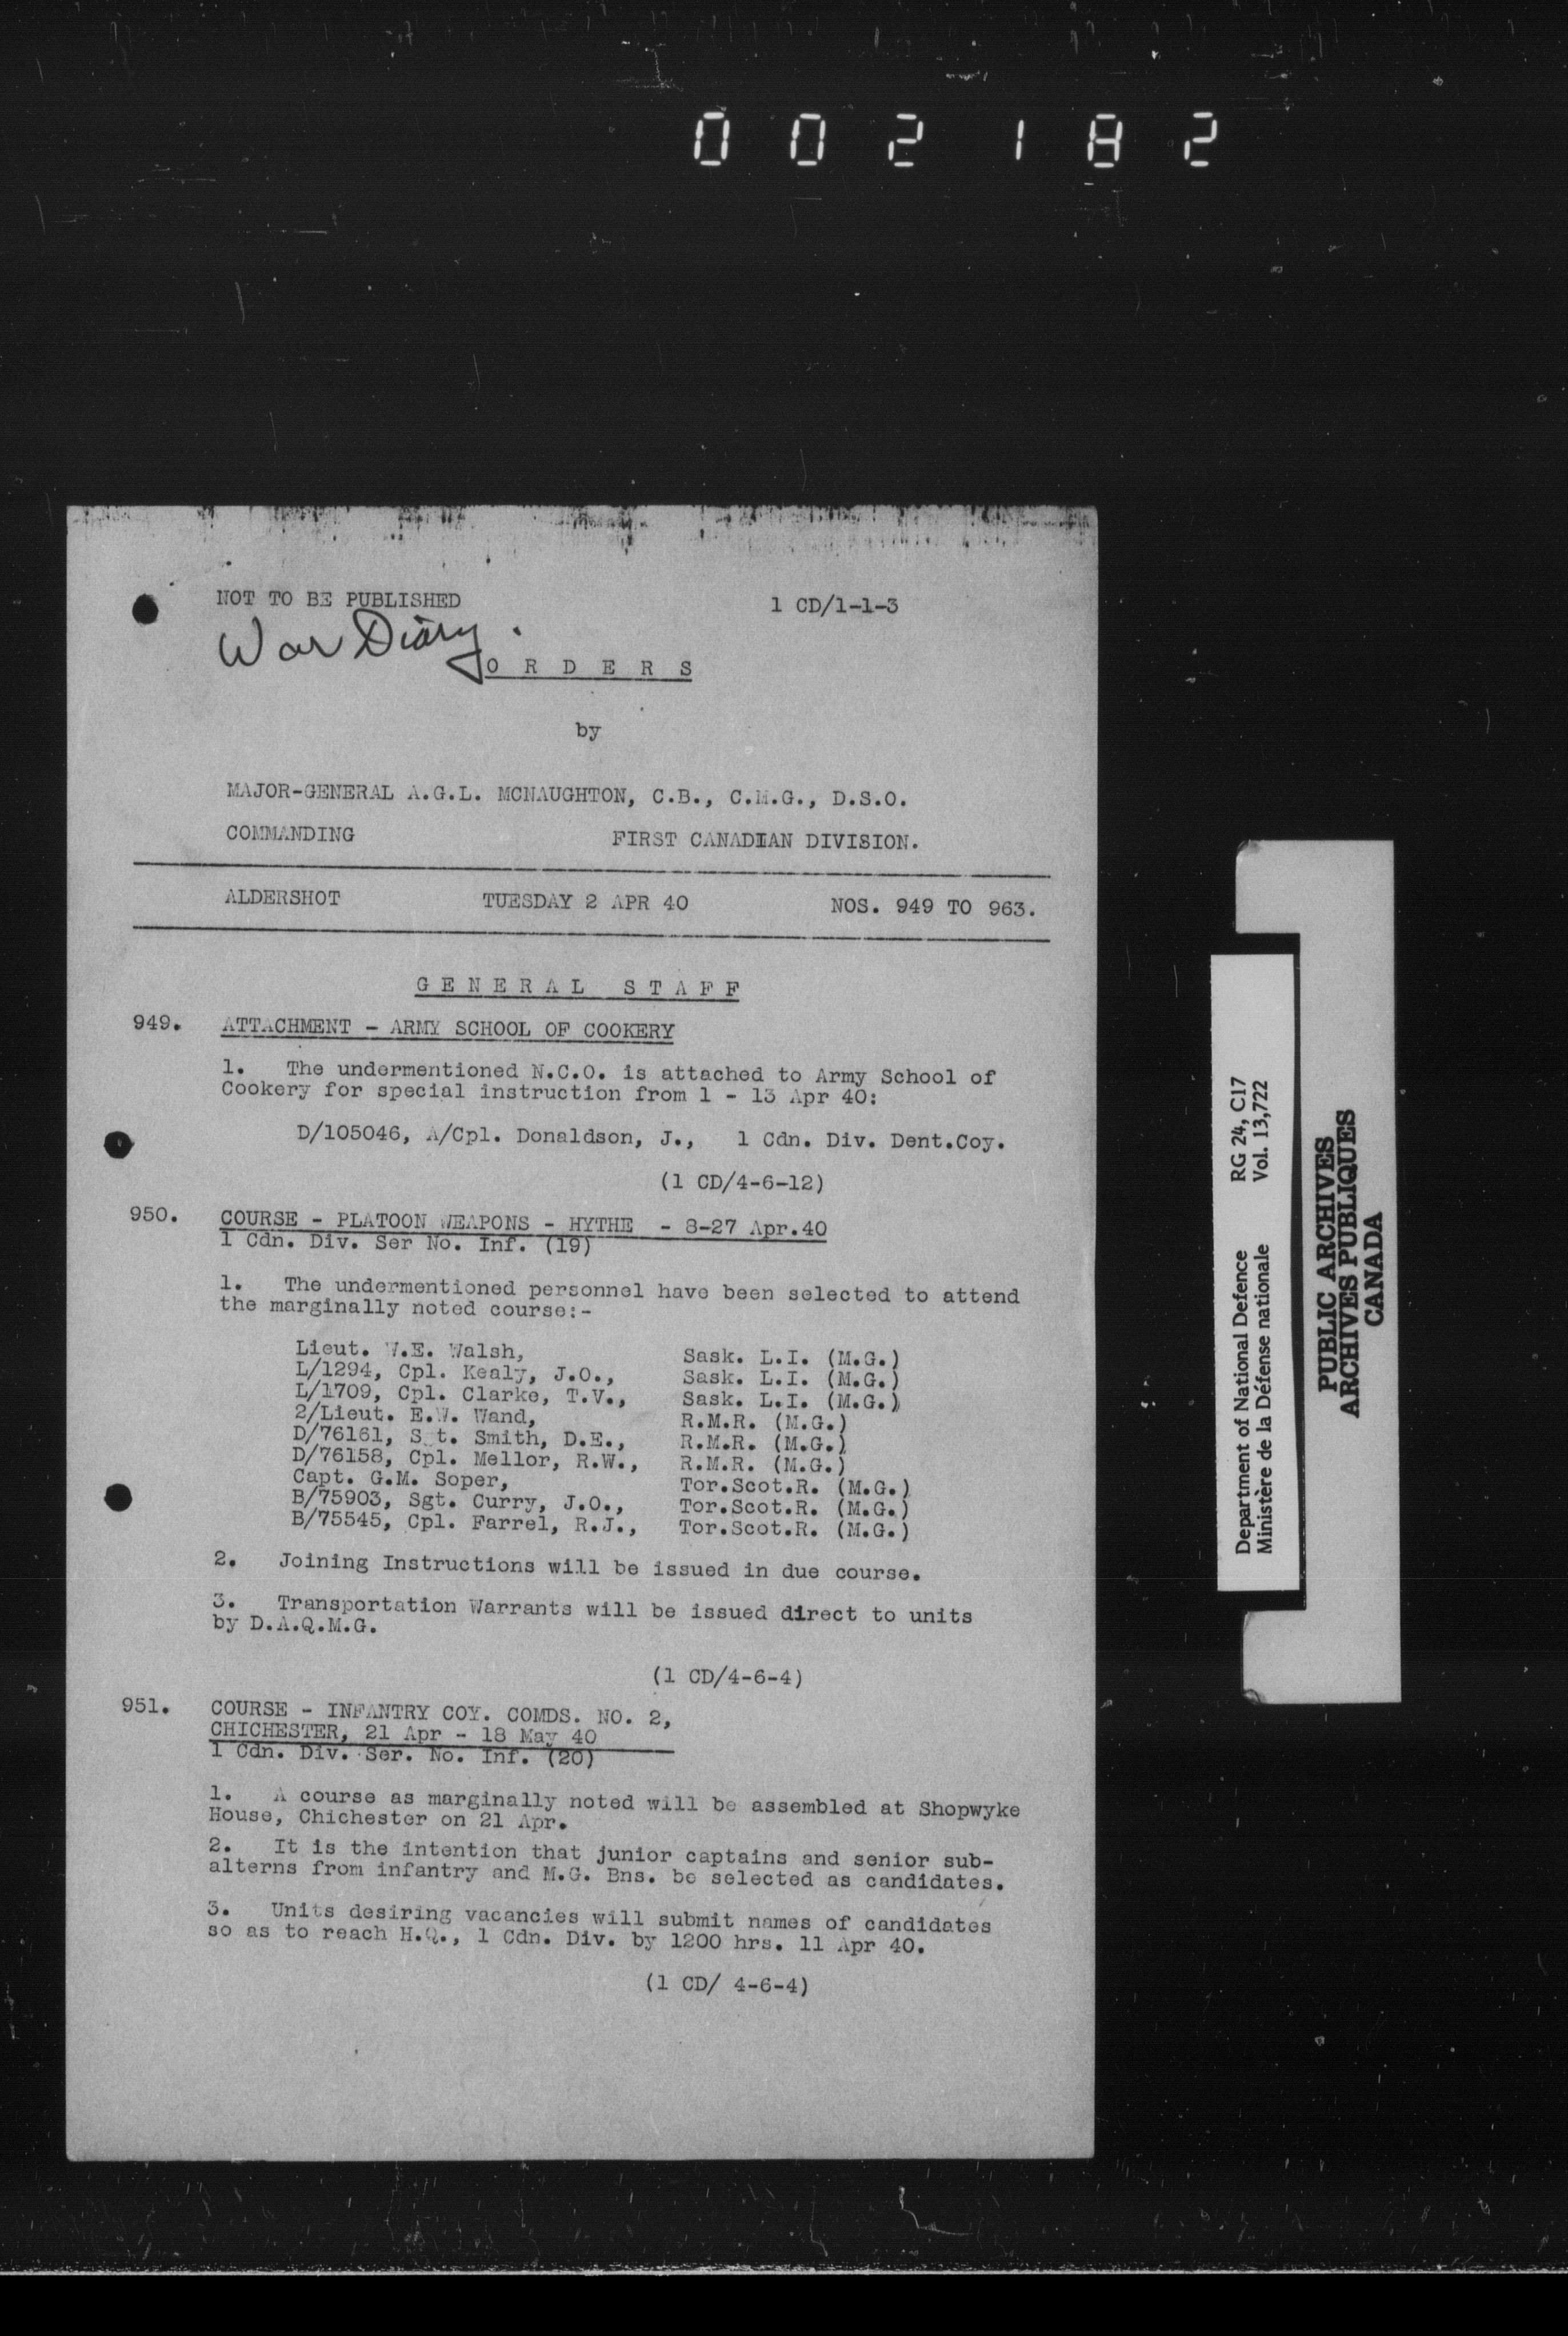 002182
NOT TO BE PUBLISHED
1 CD/1-1-3
War Diary.
O R D E R S
by
MAJOR-GENERAL A.G.L. MCNAUGHTON, C.B., C.M.G., D.S.O.
COMMANDING FIRST CANADIAN DIVISION.
ALDERSHOT TUESDAY 2 APR 40 NOS. 949 TO 963.
G E N E R A L S T A F F
949. ATTACHMENT - ARMY SCHOOL OF COOKERY
1. The undermentioned N.C.O. is attached to Army School of
Cookery for special instruction from 1 - 13 Apr 40:
D/105046, A/Cpl. Donaldson, J., 1 Cdn. Div. Dent.Coy.
(1 CD/4-6-12)
950. COURSE - PLATOON WEAPONS - HYTHE - 8-27 Apr.40
1 Cdn. Div. Ser No. Inf. (19)
1. The undermentioned personnel have been selected to attend
the marginally noted course:-
Lieut. W.E. Walsh, Sask. L.I. (M.G.)
L/1294, Cpl. Kealy, J.O., Sask. L.I. (M.G.)
L/1709, Cpl. Clarke, T.V., Sask. L.I. (M.G.)
2/Lieut. E.W. Wand, R.M.R. (M.G.)
D/76161, Sgt. Smith, D.E., R.M.R. (M.G.)
D/76158, Cpl. Mellor, R.W., R.M.R. (M.G.)
Capt. G.M. Soper, Tor.Scot.R. (M.G.)
B/75903, Sgt. Curry, J.O., Tor.Scot.R. (M.G.)
B/75545, Cpl. Farrel, R.J., Tor.Scot.R. (M.G.)
2. Joining Instructions will be issued in due course.
3. Transportation Warrants will be issued direct to units
by D.A.Q.M.G.
(1 CD/4-6-4)
951. COURSE - INFANTRY COY. COMDS. NO. 2,
CHICHESTER, 21 Apr - 18 May 40
1 Cdn. Div. Ser. No. Inf. (20)
1. A course as marginally noted will be assembled at Shopwyke
House, Chichester on 21 Apr.
2. It is the intention that junior captains and senior sub-
alterns from infantry and M.G. Bns. be selected as candidates.
3. Units desiring vacancies will submit names of candidates
so as to reach H.Q., 1 Cdn. Div. by 1200 hrs. 11 Apr 40.
(1 CD/ 4-6-4)
Department of National Defence RG 24, C17
Ministère de la Défense nationale Vol. 13,722
PUBLIC ARCHIVES
ARCHIVES PUBLIQUES
CANADA